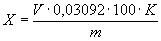 X = V · 0,03092 · 100 · K / m